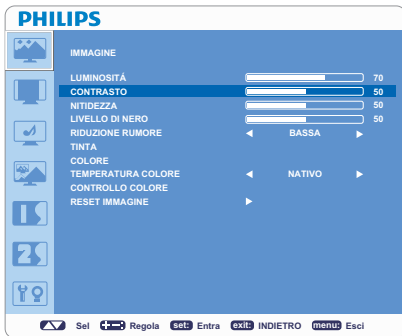 PHILIPS
IMMAGINE
LUMINOSITÁ 70
CONTRASTO 50
NITIDEZZA 50
LIVELLO DI NERO 50
RIDUZIONE RUMORE BASSA
TINTA
COLORE
TEMPERATURA COLORE NATIVO
CONTROLLO COLORE
RESET IMMAGINE
Sel Regola set: Entra exit: INDIETRO menu: Esci